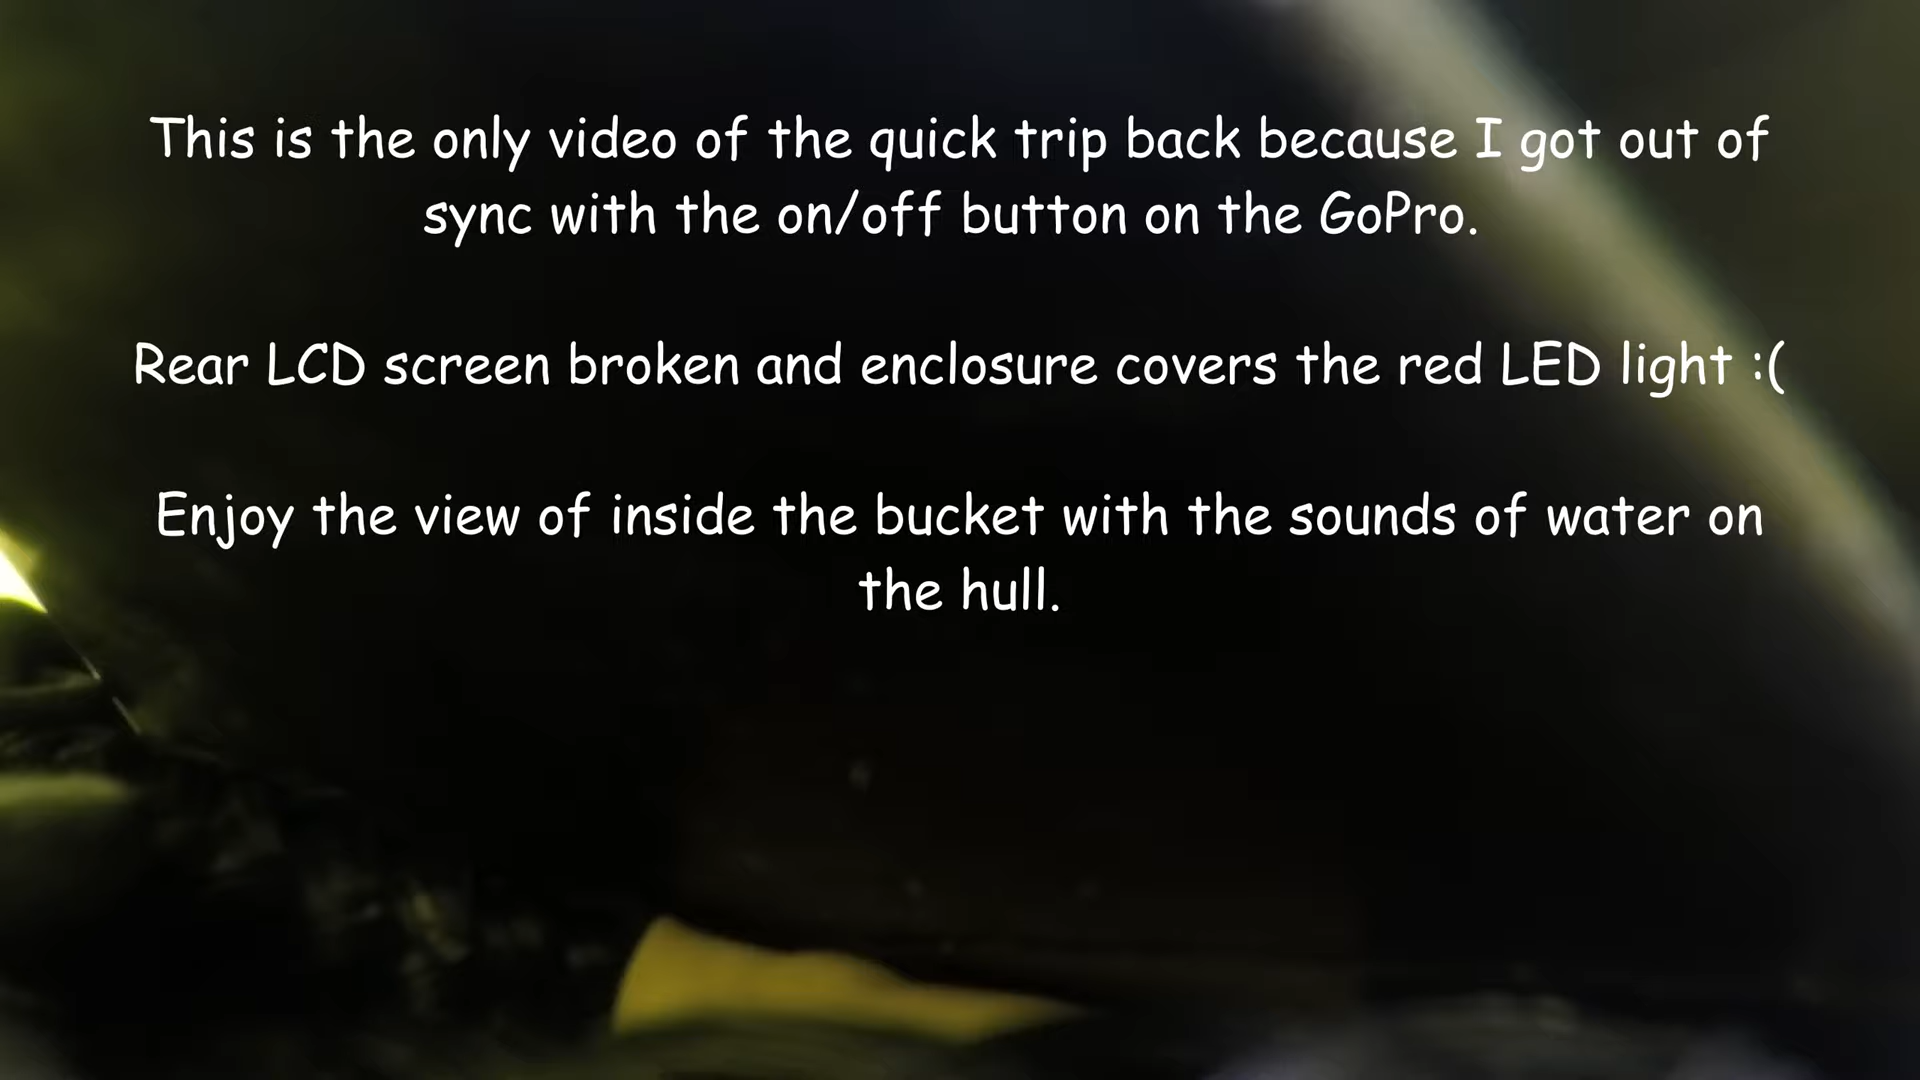 This is the only video of the quick trip back because I got out of
sync with the on/off button on the GoPro.
Rear LCD screen broken and enclosure covers the red LED light :(
Enjoy the view of inside the bucket with the sounds of water on
the hull.